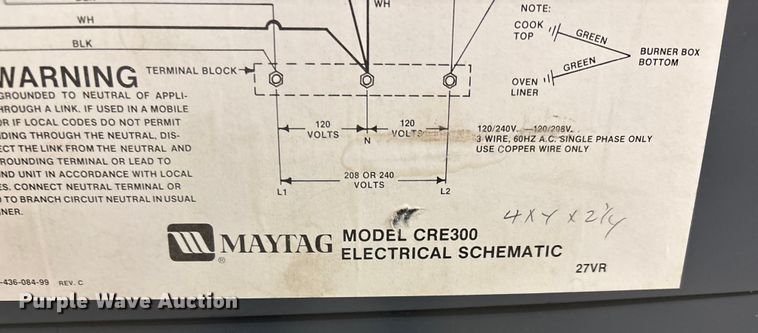 WH
BLK
WH
NOTE:
COOK TOP
GREEN
GREEN
OVEN LINER
BURNER BOX
BOTTOM
WARNING
TERMINAL BLOCK
GROUNDED TO NEUTRAL OF APPLI-
HROUGH A LINK. IF USED IN A MOBILE
OR IF LOCAL CODES DO NOT PERMIT
DING THROUGH THE NEUTRAL, DIS-
ECT THE LINK FROM THE NEUTRAL AND
ROUNDING TERMINAL OR LEAD TO
ND UNIT IN ACCORDANCE WITH LOCAL
ES. CONNECT NEUTRAL TERMINAL OR
D TO BRANCH CIRCUIT NEUTRAL IN USUAL
NER.
120 VOLTS
N
120 VOLTS
208 OR 240
VOLTS
L1
L2
120/240V. —120/208V.
3 WIRE, 60HZ A.C. SINGLE PHASE ONLY
USE COPPER WIRE ONLY
4 x 4 x 2 1/4
MAYTAG
®
MODEL CRE300
ELECTRICAL SCHEMATIC
27VR
-436-084-99 REV. C
Purple Wave Auction